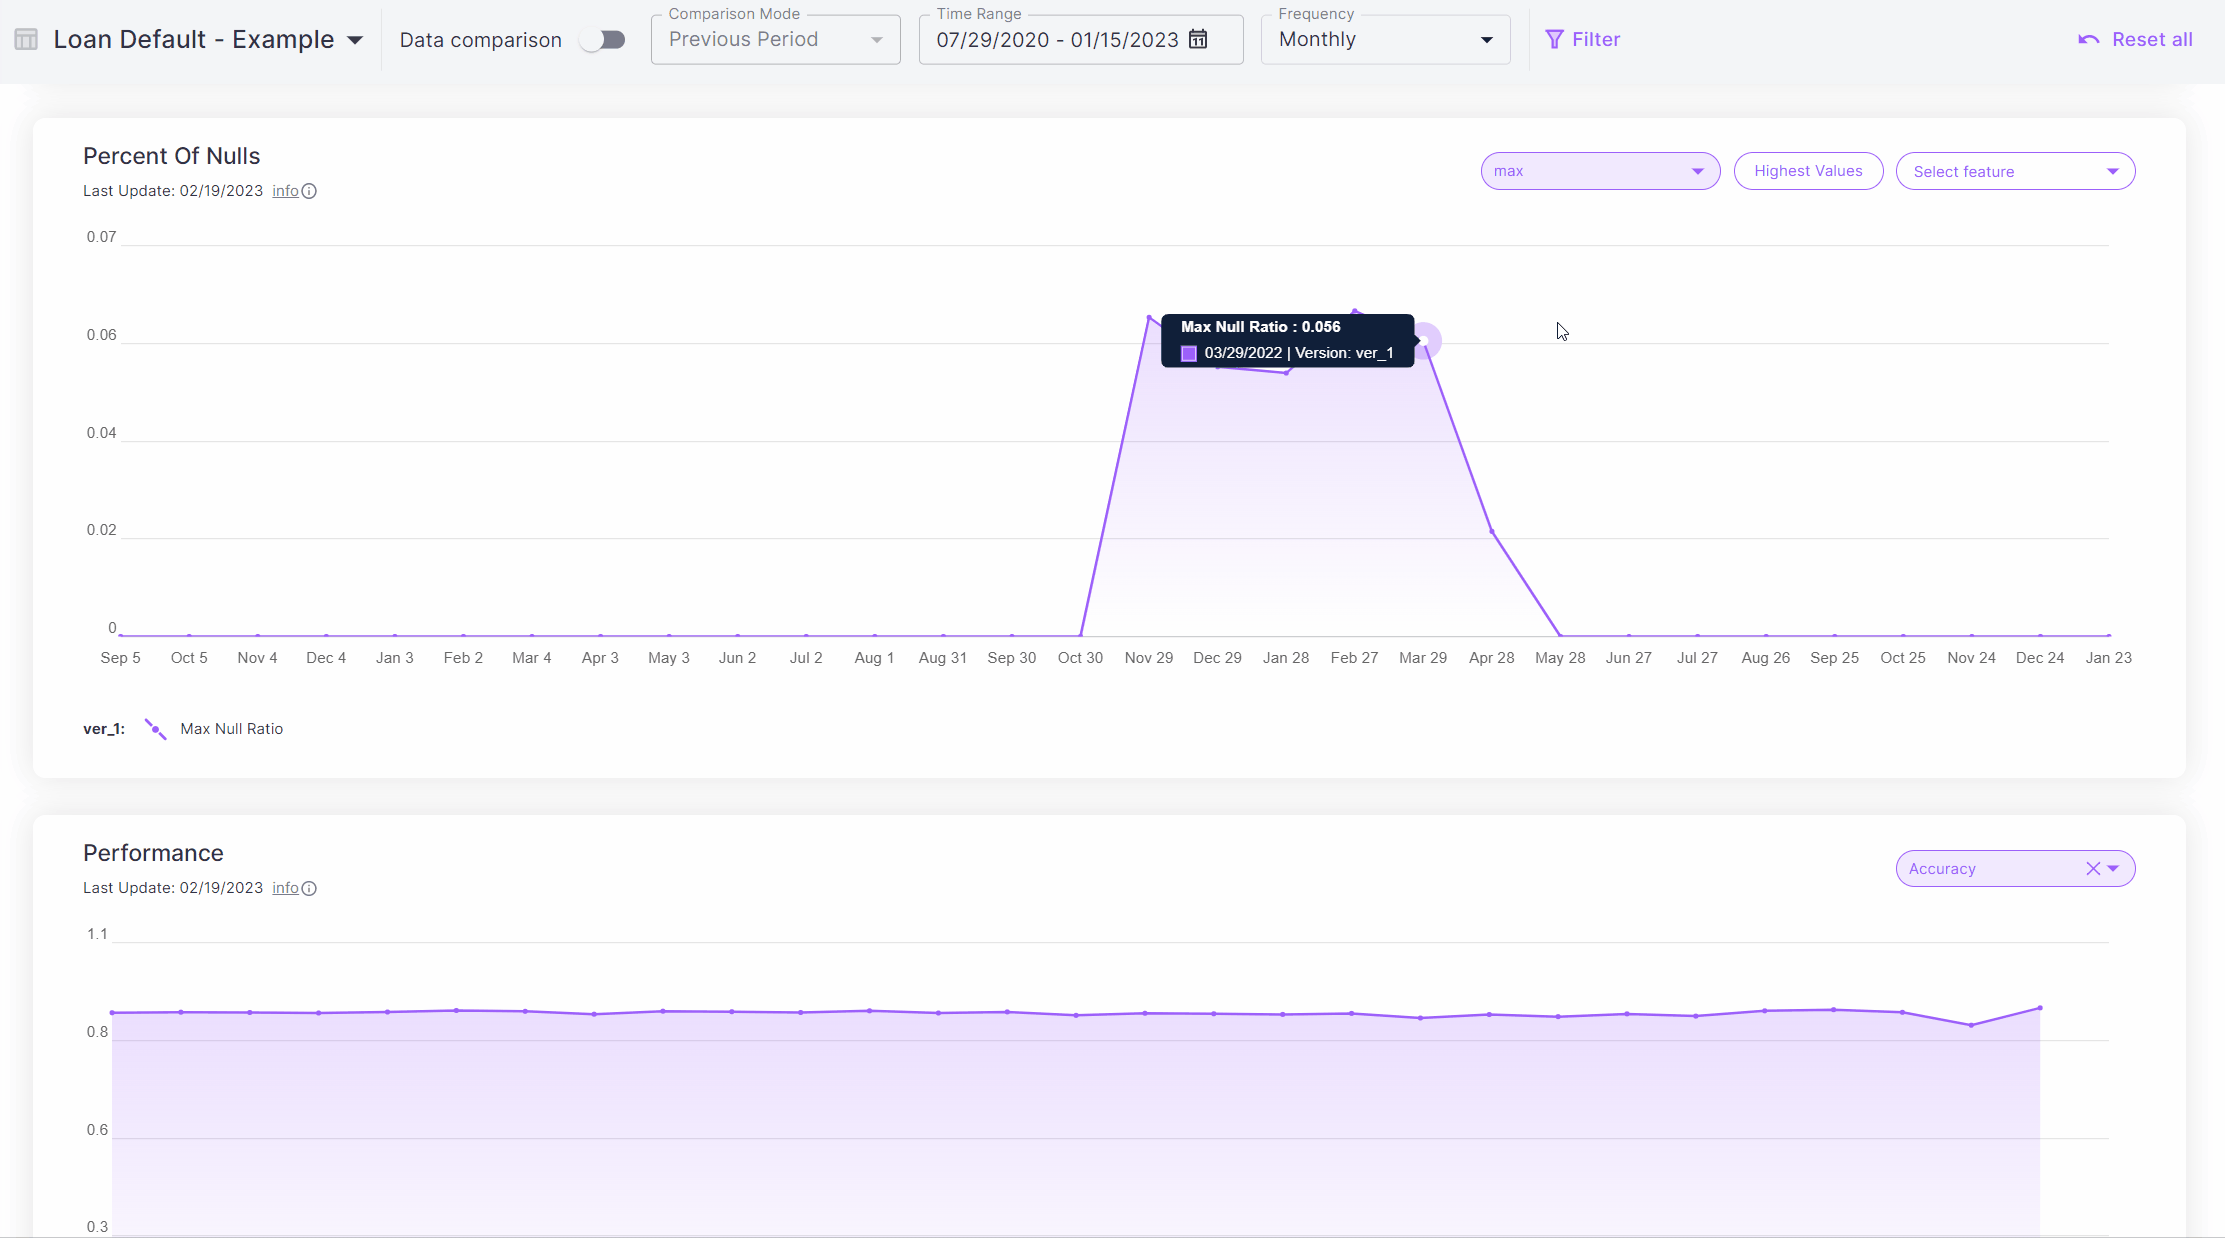 Loan Default - Example
Data comparison
Comparison Mode
Previous Period
Time Range
07/29/2020 - 01/15/2023
11
Frequency
Monthly
Filter
Reset all
Percent Of Nulls
Last Update: 02/19/2023 info
max
Highest Values
Select feature
0.07
0.06
0.04
0.02
0
Max Null Ratio : 0.056
03/29/2022 | Version: ver_1
Sep 5 Oct 5 Nov 4 Dec 4 Jan 3 Feb 2 Mar 4 Apr 3 May 3 Jun 2 Jul 2 Aug 1 Aug 31 Sep 30 Oct 30 Nov 29 Dec 29 Jan 28 Feb 27 Mar 29 Apr 28 May 28 Jun 27 Jul 27 Aug 26 Sep 25 Oct 25 Nov 24 Dec 24 Jan 23
ver_1: Max Null Ratio
Performance
Last Update: 02/19/2023 info
Accuracy
1.1
0.8
0.6
0.3